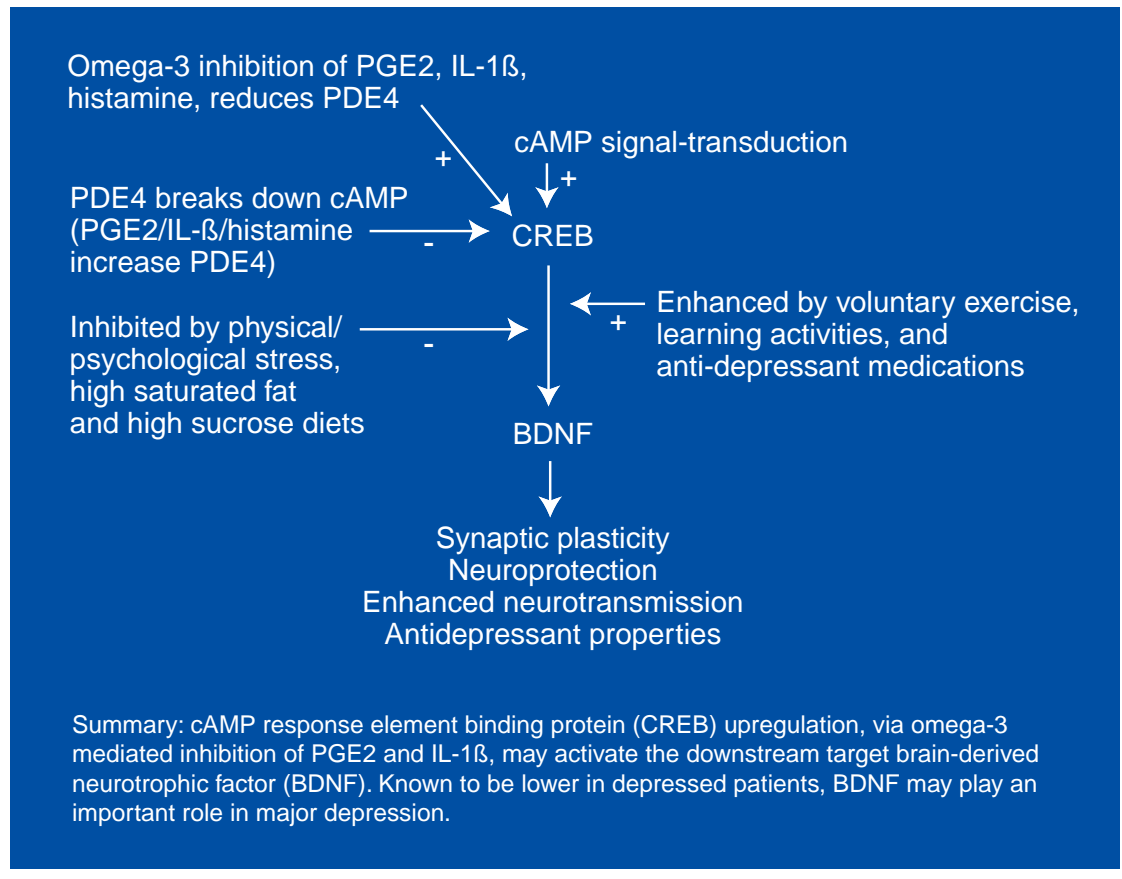 Omega-3 inhibition of PGE2, IL-1ß,
histamine, reduces PDE4
+
cAMP signal-transduction
+
PDE4 breaks down cAMP
(PGE2/IL-ß/histamine
increase PDE4)
-
CREB
Inhibited by physical/
psychological stress,
high saturated fat
and high sucrose diets
-
+
Enhanced by voluntary exercise,
learning activities, and
anti-depressant medications
BDNF
Synaptic plasticity
Neuroprotection
Enhanced neurotransmission
Antidepressant properties
Summary: cAMP response element binding protein (CREB) upregulation, via omega-3
mediated inhibition of PGE2 and IL-1ß, may activate the downstream target brain-derived
neurotrophic factor (BDNF). Known to be lower in depressed patients, BDNF may play an
important role in major depression.